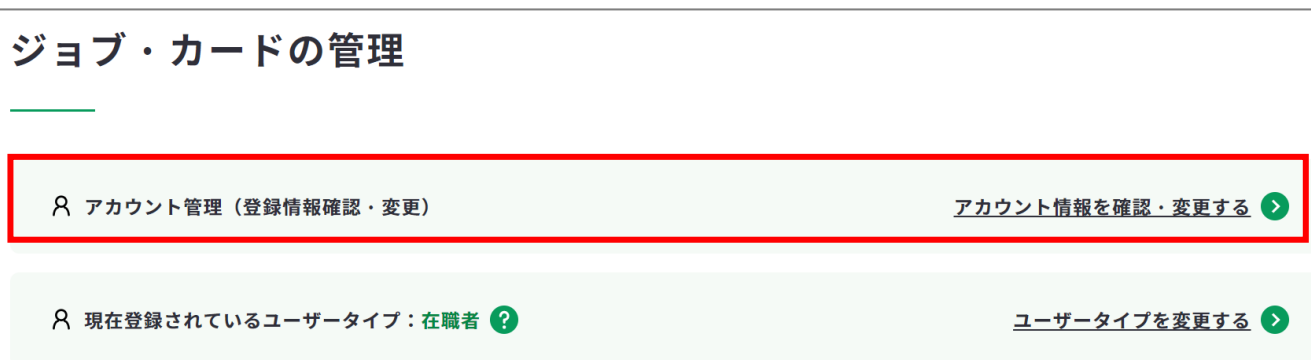 ジョブ・カードの管理
アカウント管理（登録情報確認・変更） アカウント情報を確認・変更する
現在登録されているユーザータイプ：在職者 ? ユーザータイプを変更する